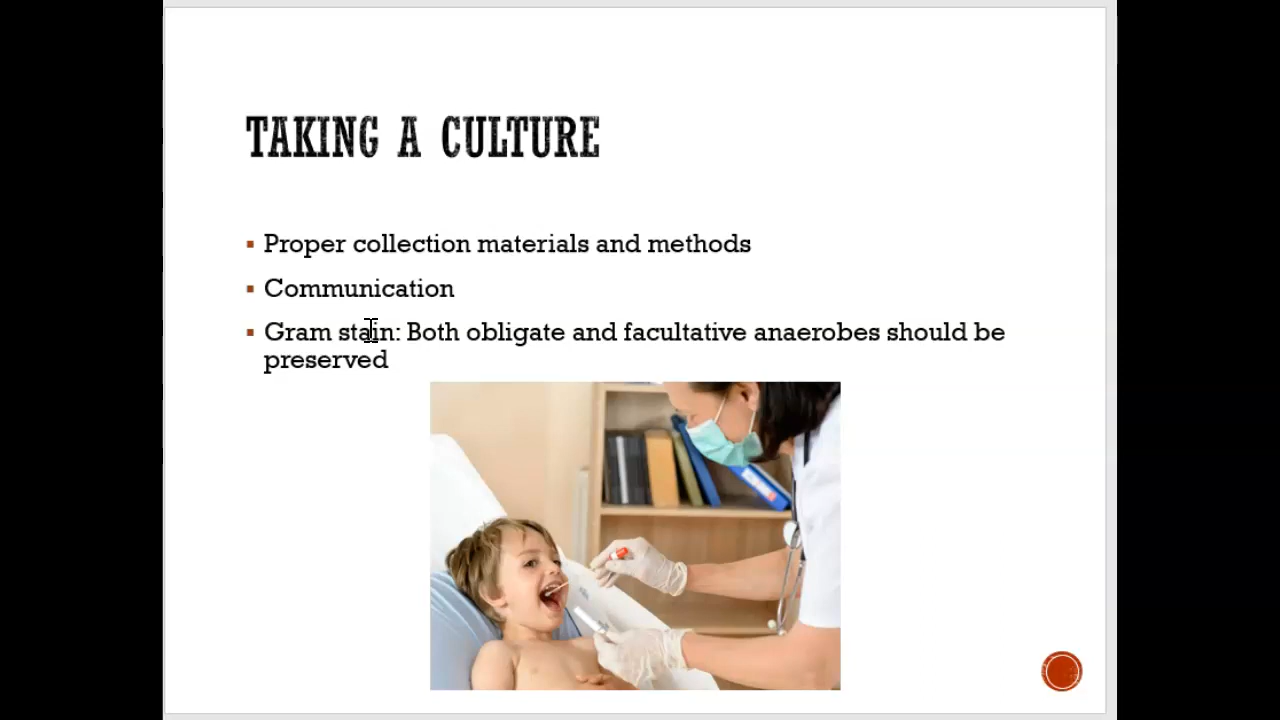 TAKING A CULTURE
Proper collection materials and methods
Communication
Gram stain: Both obligate and facultative anaerobes should be
preserved